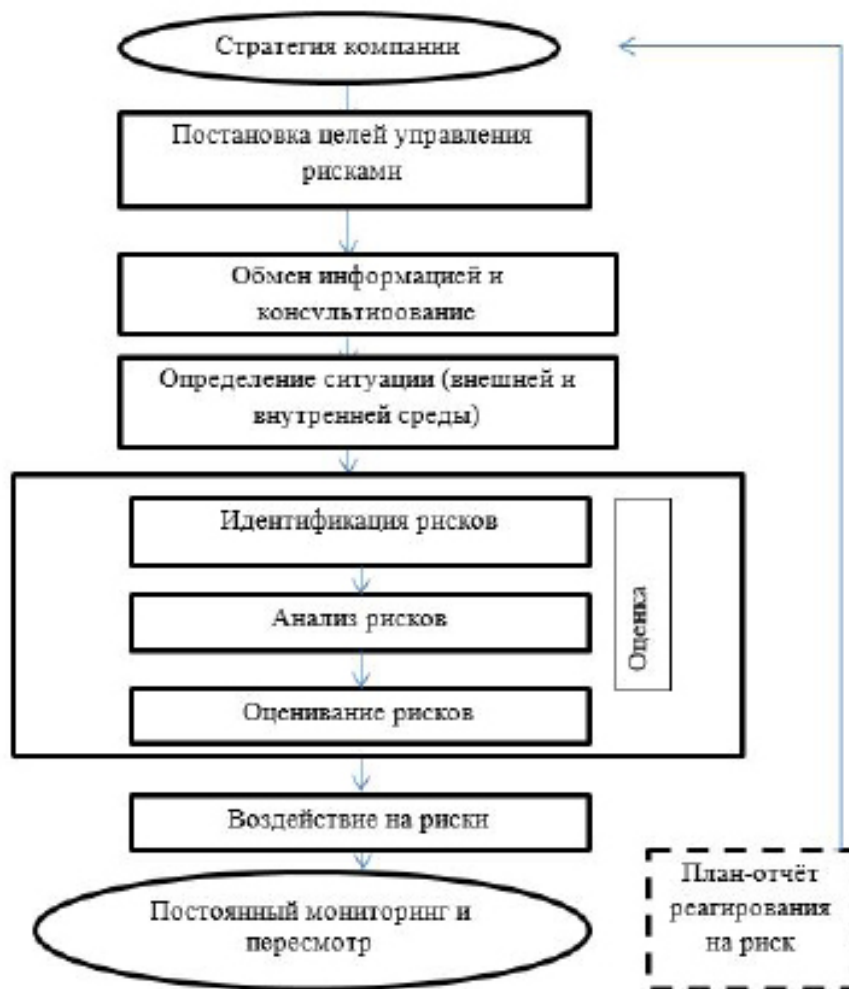 Стратегия компании
Постановка целей управления
рисками
Обмен информацией и
консультирование
Определение ситуации (внешней и
внутренней среды)
Идентификация рисков
Анализ рисков
Оценивание рисков
Оценка
Воздействие на риски
Постоянный мониторинг и
пересмотр
План-отчёт
реагирования
на риск